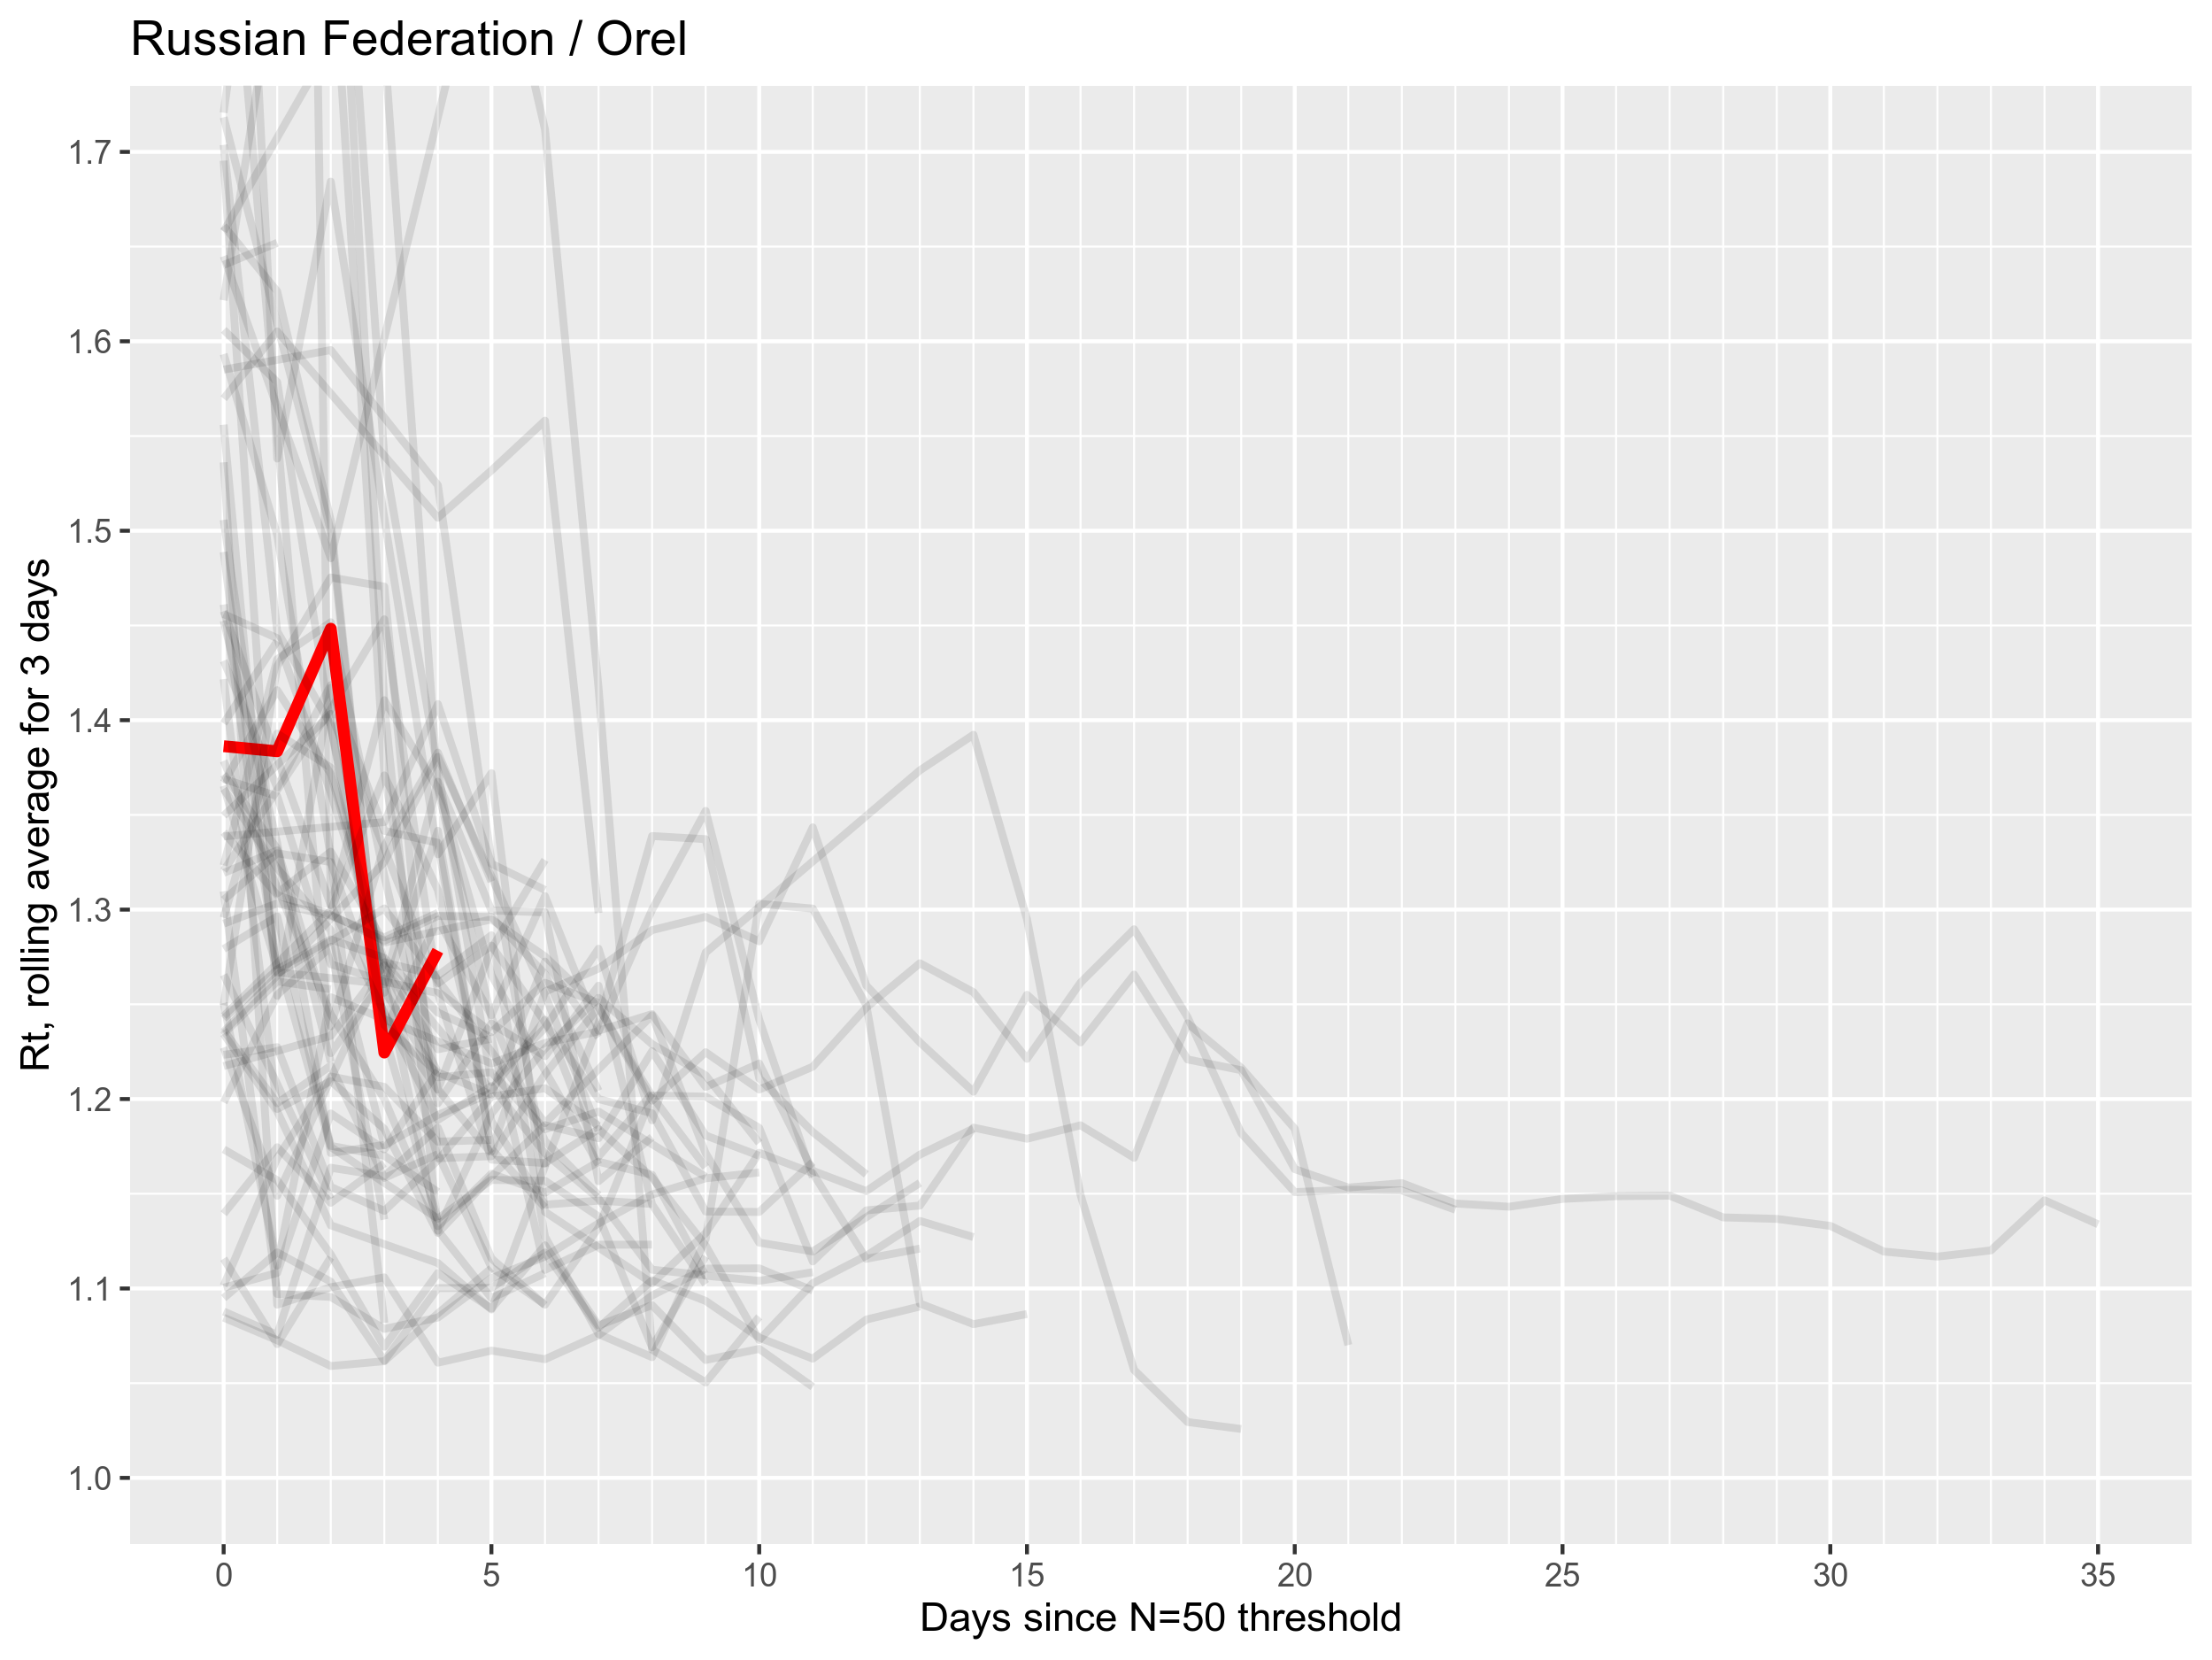 Russian Federation / Orel
Rt, rolling average for 3 days
1.7
1.6
1.5
1.4
1.3
1.2
1.1
1.0
0 5 10 15 20 25 30 35
Days since N=50 threshold